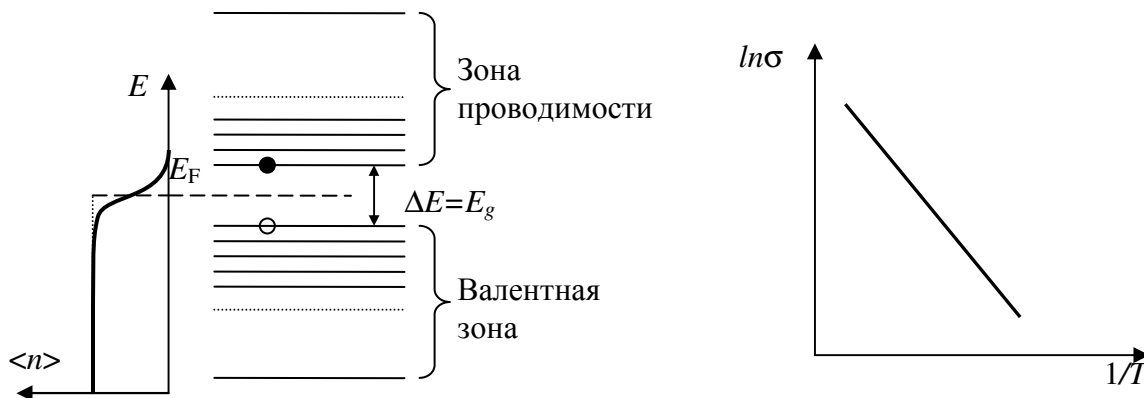 Зона
проводимости
E
E_F
ΔE=E_g
Валентная
зона
<n>
lnσ
1/T